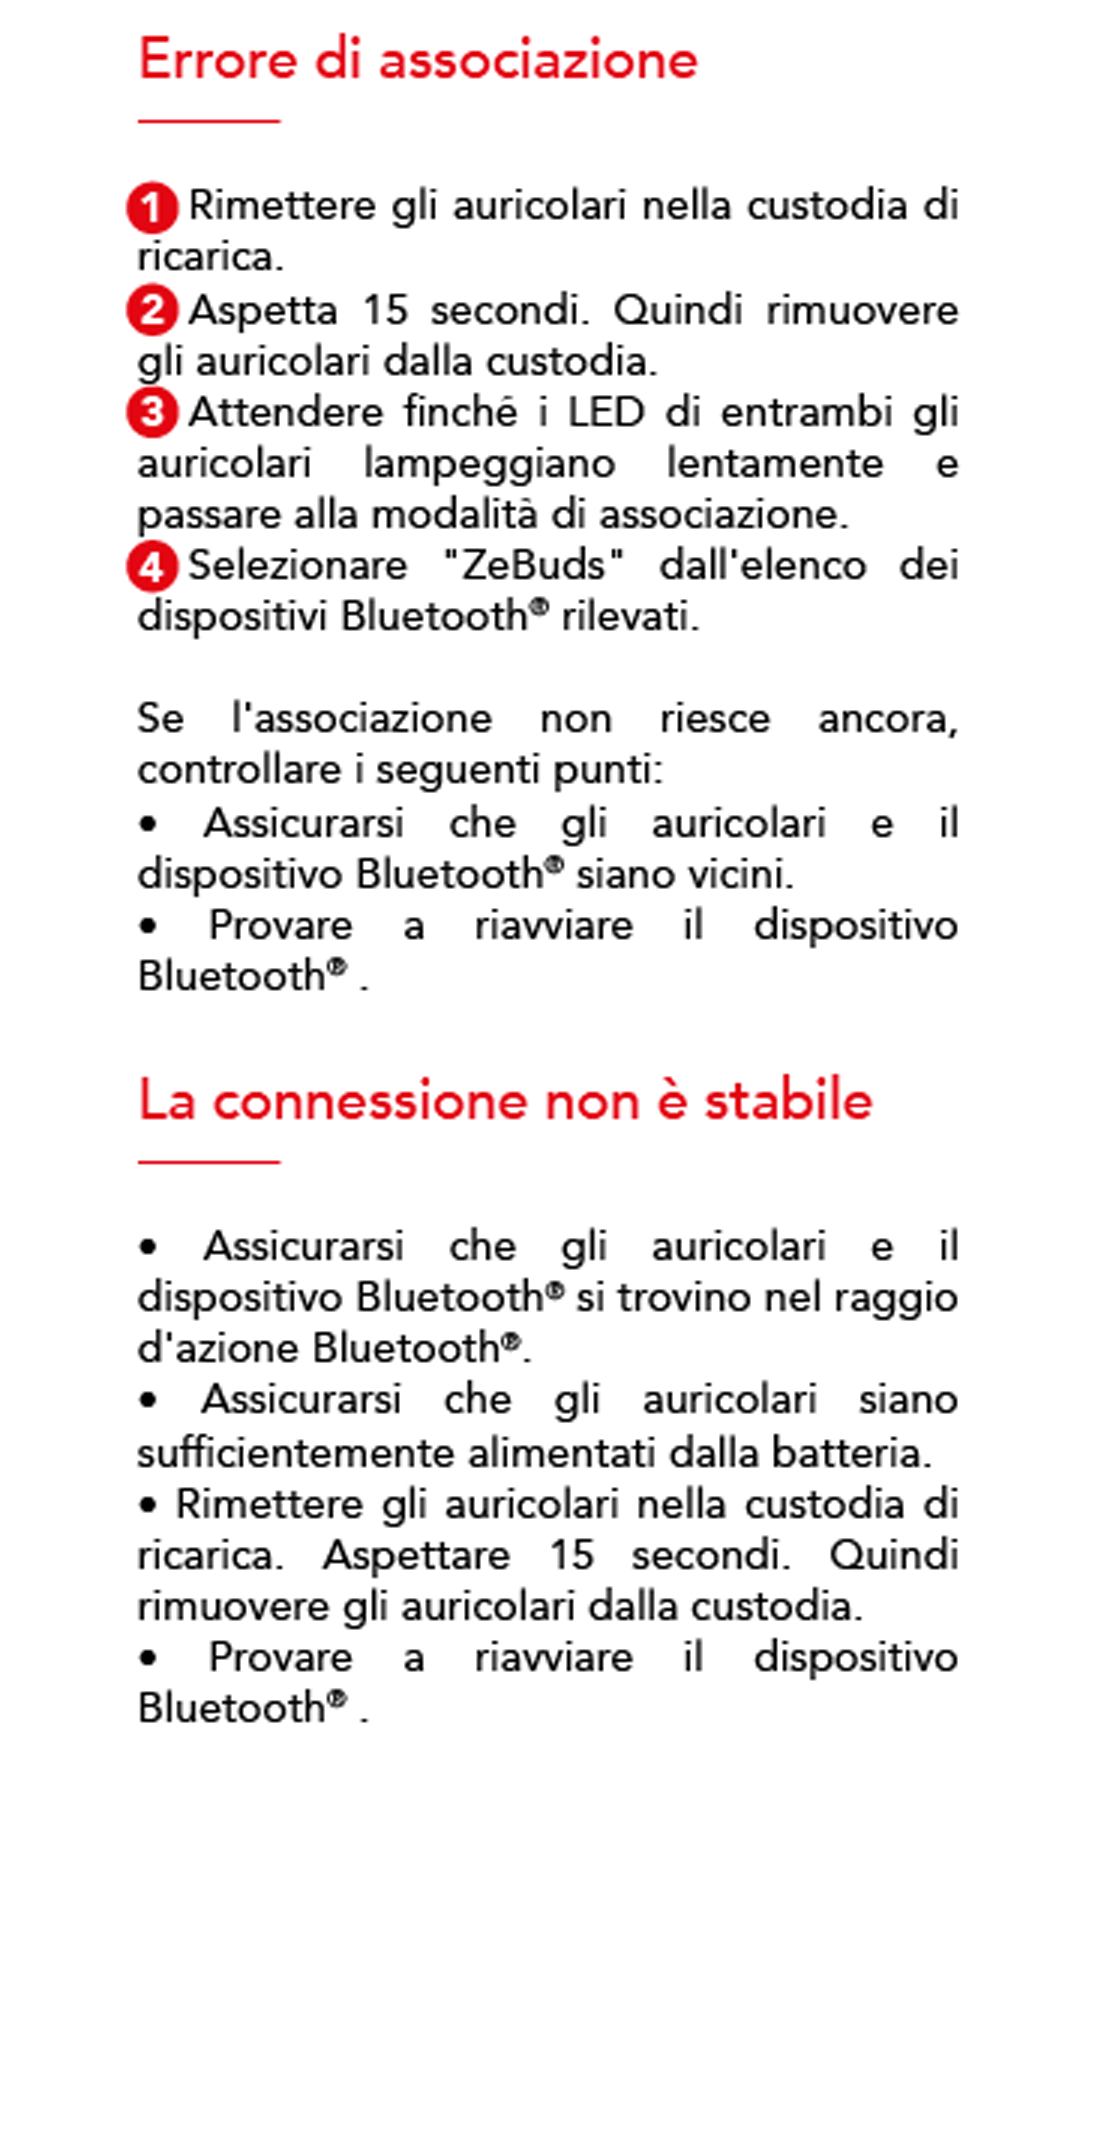 Errore di associazione
1 Rimettere gli auricolari nella custodia di
ricarica.
2 Aspetta 15 secondi. Quindi rimuovere
gli auricolari dalla custodia.
3 Attendere finché i LED di entrambi gli
auricolari lampeggiano lentamente e
passare alla modalità di associazione.
4 Selezionare "ZeBuds" dall'elenco dei
dispositivi Bluetooth® rilevati.
Se l'associazione non riesce ancora,
controllare i seguenti punti:
• Assicurarsi che gli auricolari e il
dispositivo Bluetooth® siano vicini.
• Provare a riavviare il dispositivo
Bluetooth® .
La connessione non è stabile
• Assicurarsi che gli auricolari e il
dispositivo Bluetooth® si trovino nel raggio
d'azione Bluetooth®.
• Assicurarsi che gli auricolari siano
sufficientemente alimentati dalla batteria.
• Rimettere gli auricolari nella custodia di
ricarica. Aspettare 15 secondi. Quindi
rimuovere gli auricolari dalla custodia.
• Provare a riavviare il dispositivo
Bluetooth® .